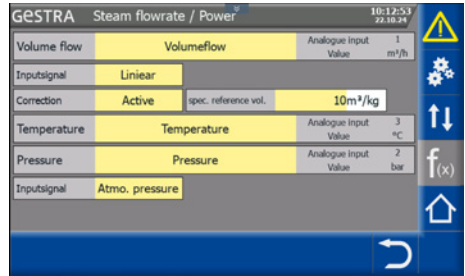 GESTRA Steam flowrate / Power 10:12:53
22.10.24
Volume flow Volumeflow Analogue input 1
Value m³/h
Inputsignal Liniear
Correction Active spec. reference vol. 10m³/kg
Temperature Temperature Analogue input 3
Value °C
Pressure Pressure Analogue input 2
Value bar
Inputsignal Atmo. pressure
f(x)